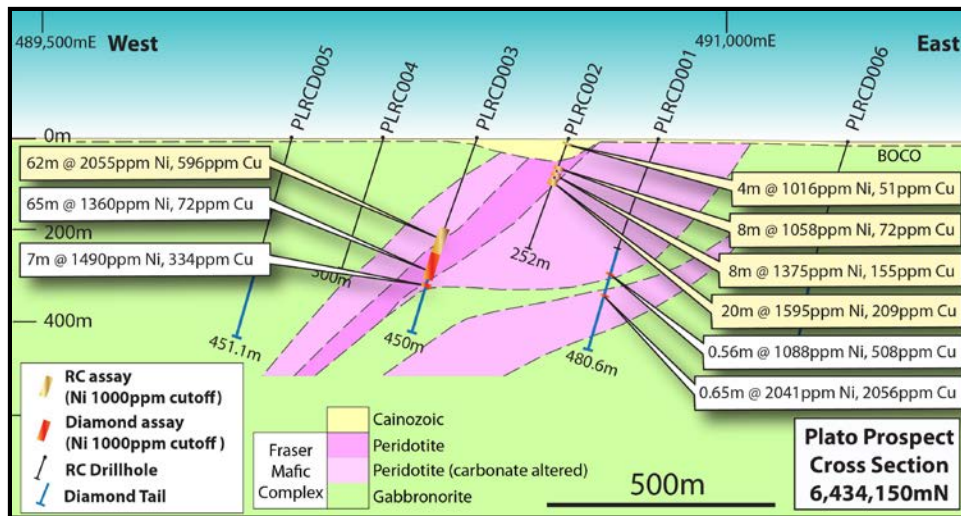 489,500mE
West
491,000mE
East
PLRCD005
PLRC004
PLRCD003
PLRC002
PLRCD001
PLRCD006
0m
BOCO
62m @ 2055ppm Ni, 596ppm Cu
65m @ 1360ppm Ni, 72ppm Cu
200m
7m @ 1490ppm Ni, 334ppm Cu
300m
400m
4m @ 1016ppm Ni, 51ppm Cu
8m @ 1058ppm Ni, 72ppm Cu
8m @ 1375ppm Ni, 155ppm Cu
20m @ 1595ppm Ni, 209ppm Cu
0.56m @ 1088ppm Ni, 508ppm Cu
0.65m @ 2041ppm Ni, 2056ppm Cu
252m
451.1m
450m
480.6m
RC assay
(Ni 1000ppm cutoff)
Diamond assay
(Ni 1000ppm cutoff)
RC Drillhole
Diamond Tail
Fraser
Mafic
Complex
Cainozoic
Peridotite
Peridotite (carbonate altered)
Gabbronorite
500m
Plato Prospect
Cross Section
6,434,150mN